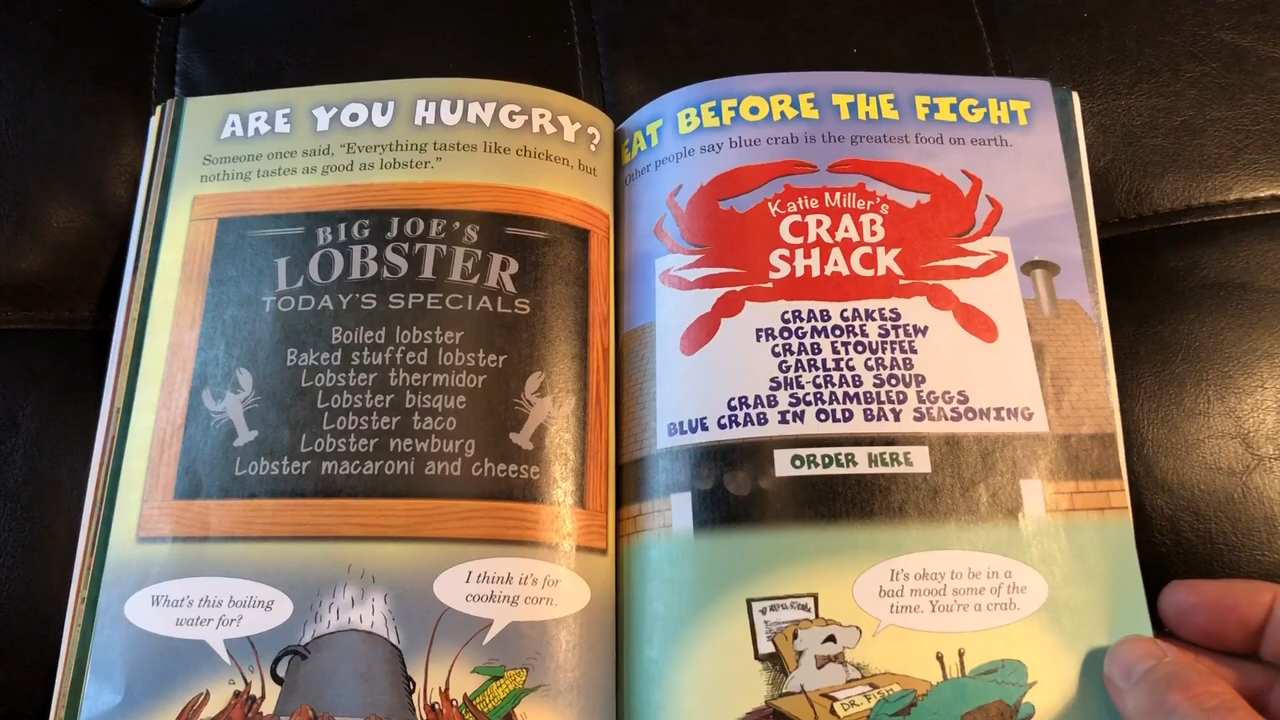 ARE YOU HUNGRY?
Someone once said, “Everything tastes like chicken, but
nothing tastes as good as lobster.”
BIG JOE'S
LOBSTER
TODAY'S SPECIALS
Boiled lobster
Baked stuffed lobster
Lobster thermidor
Lobster bisque
Lobster taco
Lobster newburg
Lobster macaroni and cheese
What's this boiling
water for?
I think it's for
cooking corn.
EAT BEFORE THE FIGHT
Other people say blue crab is the greatest food on earth.
Katie Miller's
CRAB
SHACK
CRAB CAKES
FROGMORE STEW
CRAB ETOUFFEE
GARLIC CRAB
SHE-CRAB SOUP
CRAB SCRAMBLED EGGS
BLUE CRAB IN OLD BAY SEASONING
ORDER HERE
It's okay to be in a
bad mood some of the
time. You're a crab.
DR. FISH